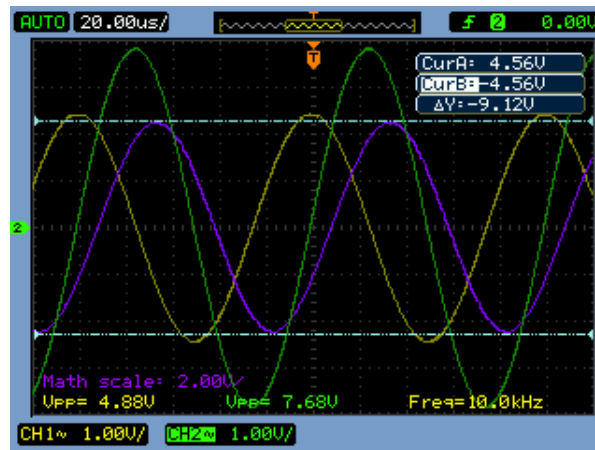 AUTO 20.00us/ T f 2 0.00V
T
CurA: 4.56V
CurB:-4.56V
ΔY:-9.12V
2
Math scale: 2.00V/
VPP= 4.88V VPP= 7.68V Freq=10.0kHz
CH1~ 1.00V/ CH2~ 1.00V/